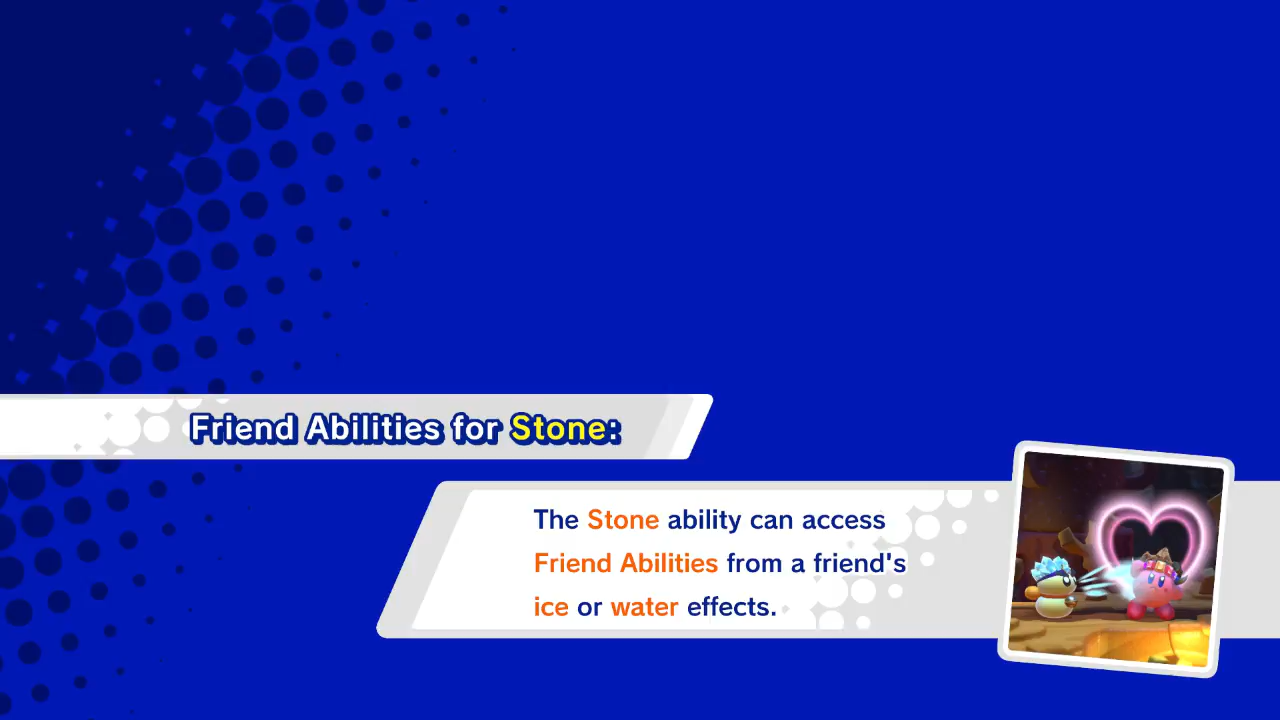 Friend Abilities for Stone:
The Stone ability can access
Friend Abilities from a friend's
ice or water effects.